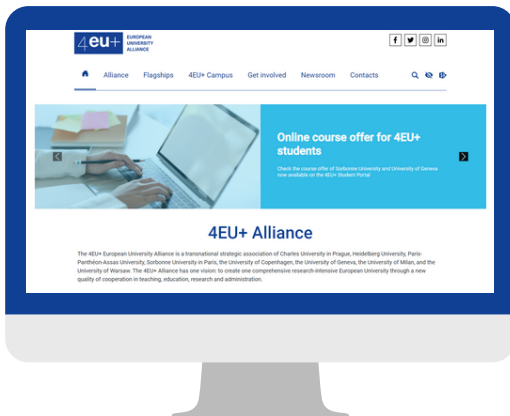 4eu+ EUROPEAN
UNIVERSITY
ALLIANCE
Alliance Flagships 4EU+ Campus Get involved Newsroom Contacts
Online course offer for 4EU+
students
Check the course offer of Sorbonne University and University of Geneva
now available on the 4EU+ Student Portal
4EU+ Alliance
The 4EU+ European University Alliance is a transnational strategic association of Charles University in Prague, Heidelberg University, Paris-
Panthéon-Assas University, Sorbonne University in Paris, the University of Copenhagen, the University of Geneva, the University of Milan, and the
University of Warsaw. The 4EU+ Alliance has one vision: to create one comprehensive research-intensive European University through a new
quality of cooperation in teaching, education, research and administration.